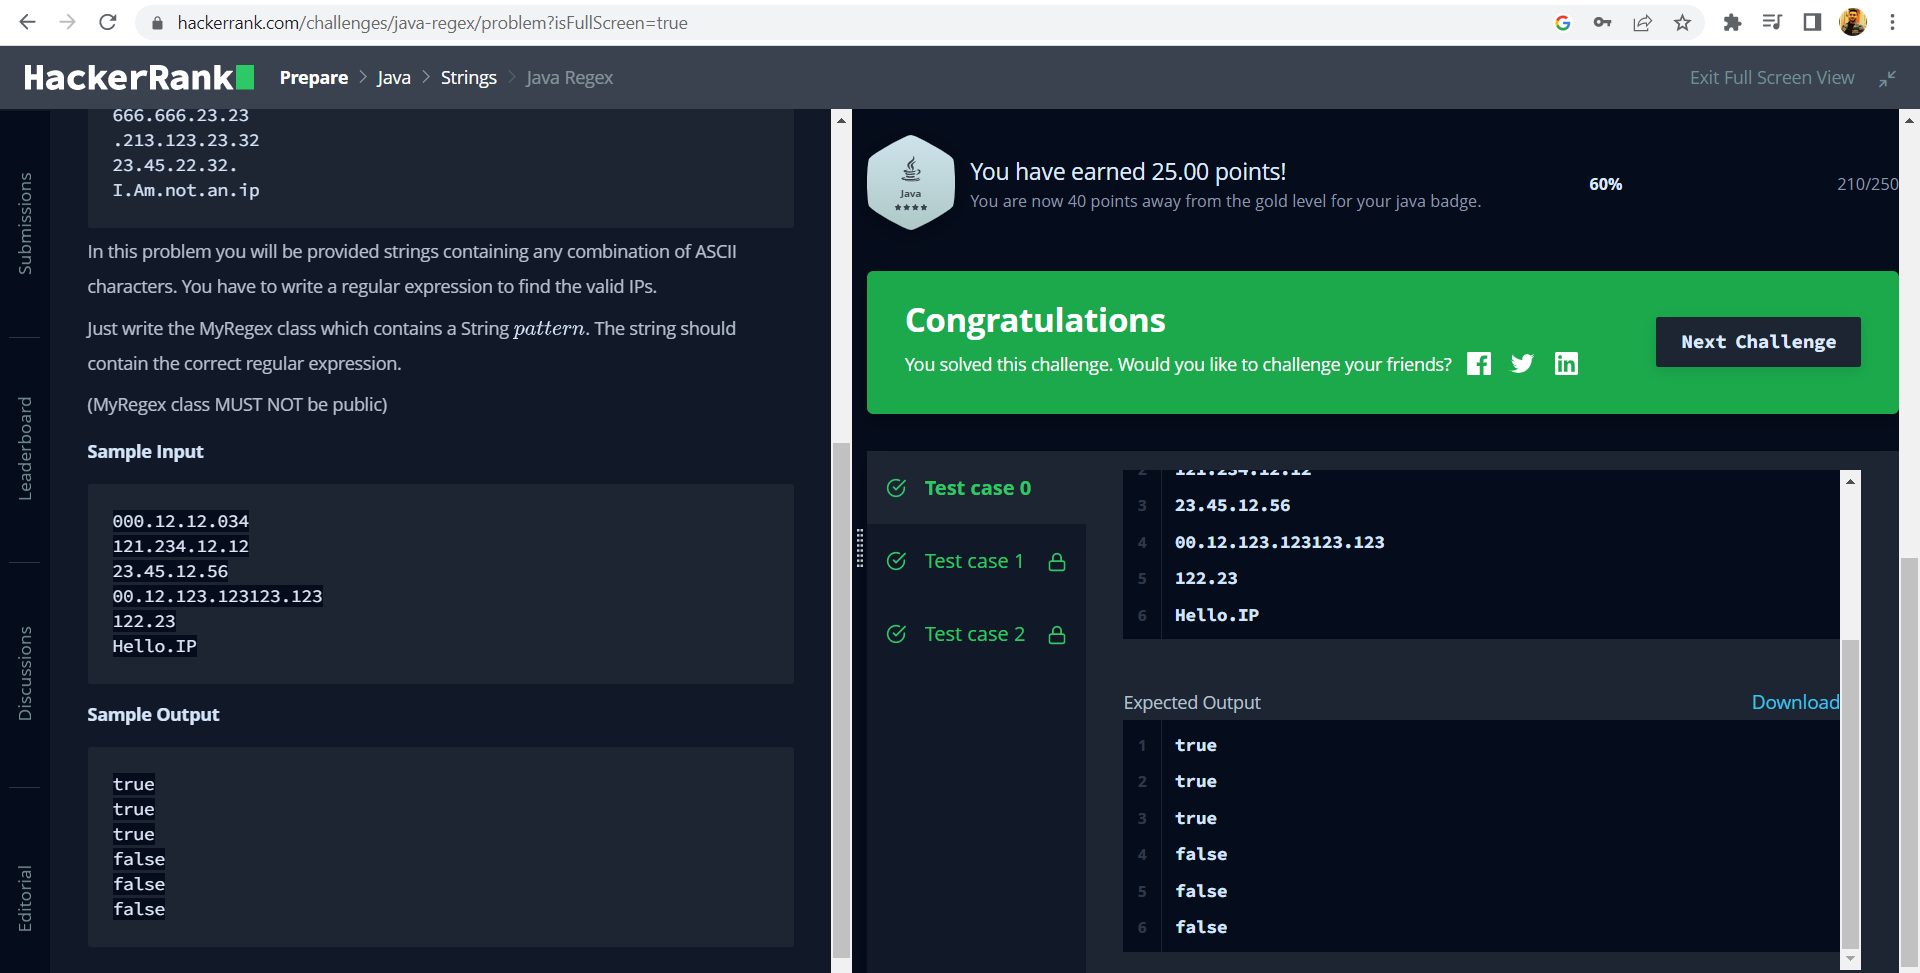 hackerrank.com/challenges/java-regex/problem?isFullScreen=true
HackerRank
Prepare > Java > Strings > Java Regex
Exit Full Screen View
Submissions
Leaderboard
Discussions
Editorial
666.666.23.23
.213.123.23.32
23.45.22.32.
I.Am.not.an.ip
In this problem you will be provided strings containing any combination of ASCII
characters. You have to write a regular expression to find the valid IPs.
Just write the MyRegex class which contains a String pattern. The string should
contain the correct regular expression.
(MyRegex class MUST NOT be public)
Sample Input
000.12.12.034
121.234.12.12
23.45.12.56
00.12.123.123123.123
122.23
Hello.IP
Sample Output
true
true
true
false
false
false
Java
You have earned 25.00 points!
You are now 40 points away from the gold level for your java badge.
60%
210/250
Congratulations
You solved this challenge. Would you like to challenge your friends?
Next Challenge
Test case 0
Test case 1
Test case 2
2 121.234.12.12
3 23.45.12.56
4 00.12.123.123123.123
5 122.23
6 Hello.IP
Expected Output
Download
1 true
2 true
3 true
4 false
5 false
6 false